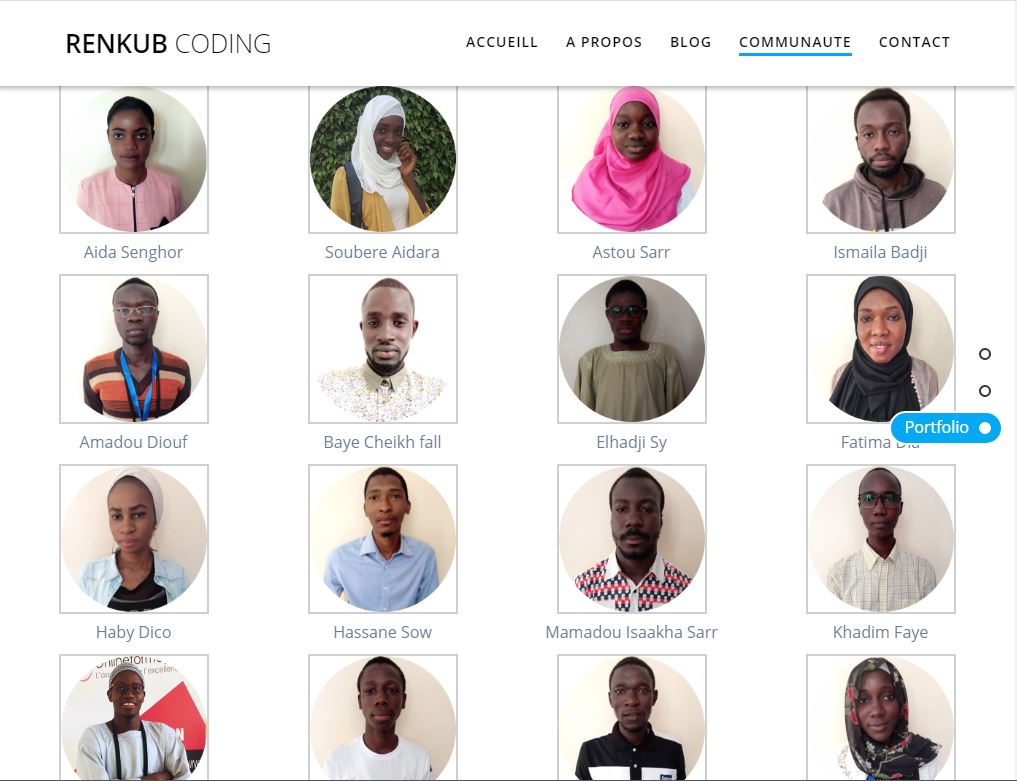 RENKUB CODING
ACCUEILL A PROPOS BLOG COMMUNAUTE CONTACT
Aida Senghor Soubere Aidara Astou Sarr Ismaila Badji
Amadou Diouf Baye Cheikh fall Elhadji Sy Fatima Dia
Portfolio
Haby Dico Hassane Sow Mamadou Isaakha Sarr Khadim Faye